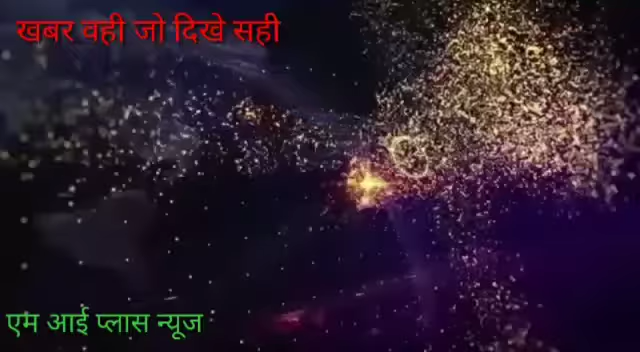 खबर वही जो दिखे सही
एम आई प्लास न्यूज